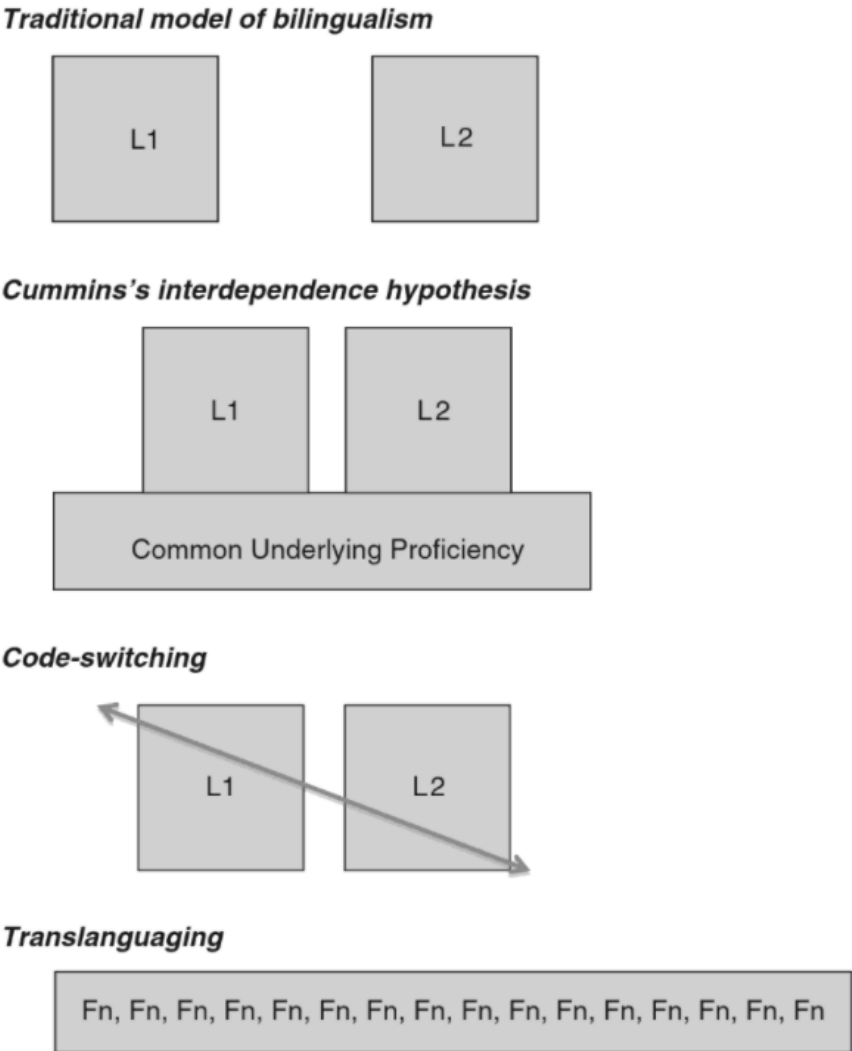 Traditional model of bilingualism
L1
L2
Cummins's interdependence hypothesis
L1
L2
Common Underlying Proficiency
Code-switching
L1
L2
Translanguaging
Fn, Fn, Fn, Fn, Fn, Fn, Fn, Fn, Fn, Fn, Fn, Fn, Fn, Fn, Fn, Fn